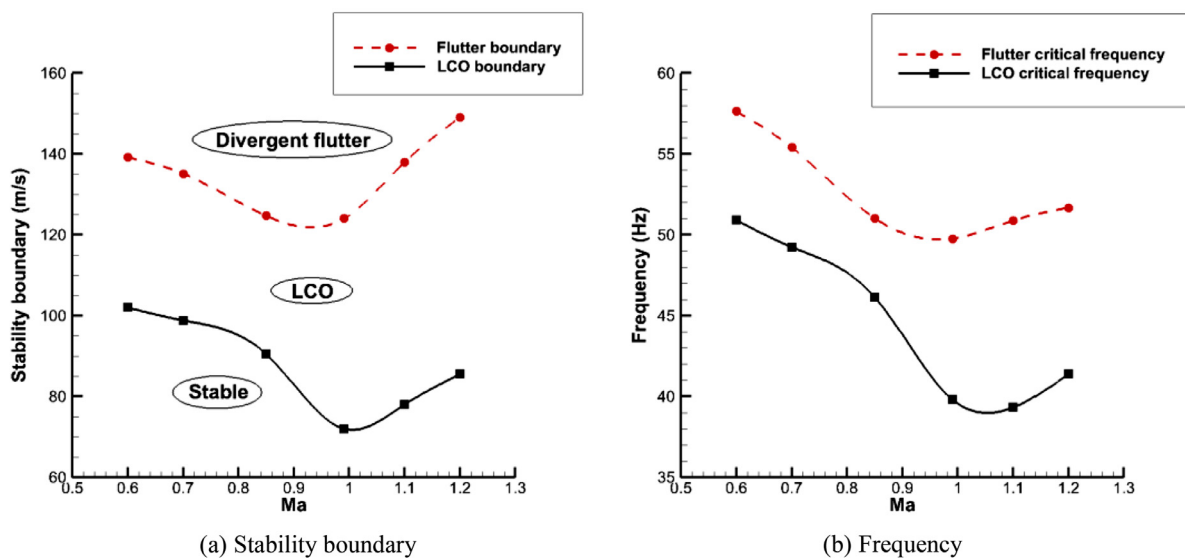 Flutter boundary
LCO boundary
160
140
120
100
80
60
Stability boundary (m/s)
Divergent flutter
LCO
Stable
0.5 0.6 0.7 0.8 0.9 1 1.1 1.2 1.3
Ma
(a) Stability boundary
Flutter critical frequency
LCO critical frequency
60
55
50
45
40
35
Frequency (Hz)
0.5 0.6 0.7 0.8 0.9 1 1.1 1.2 1.3
Ma
(b) Frequency